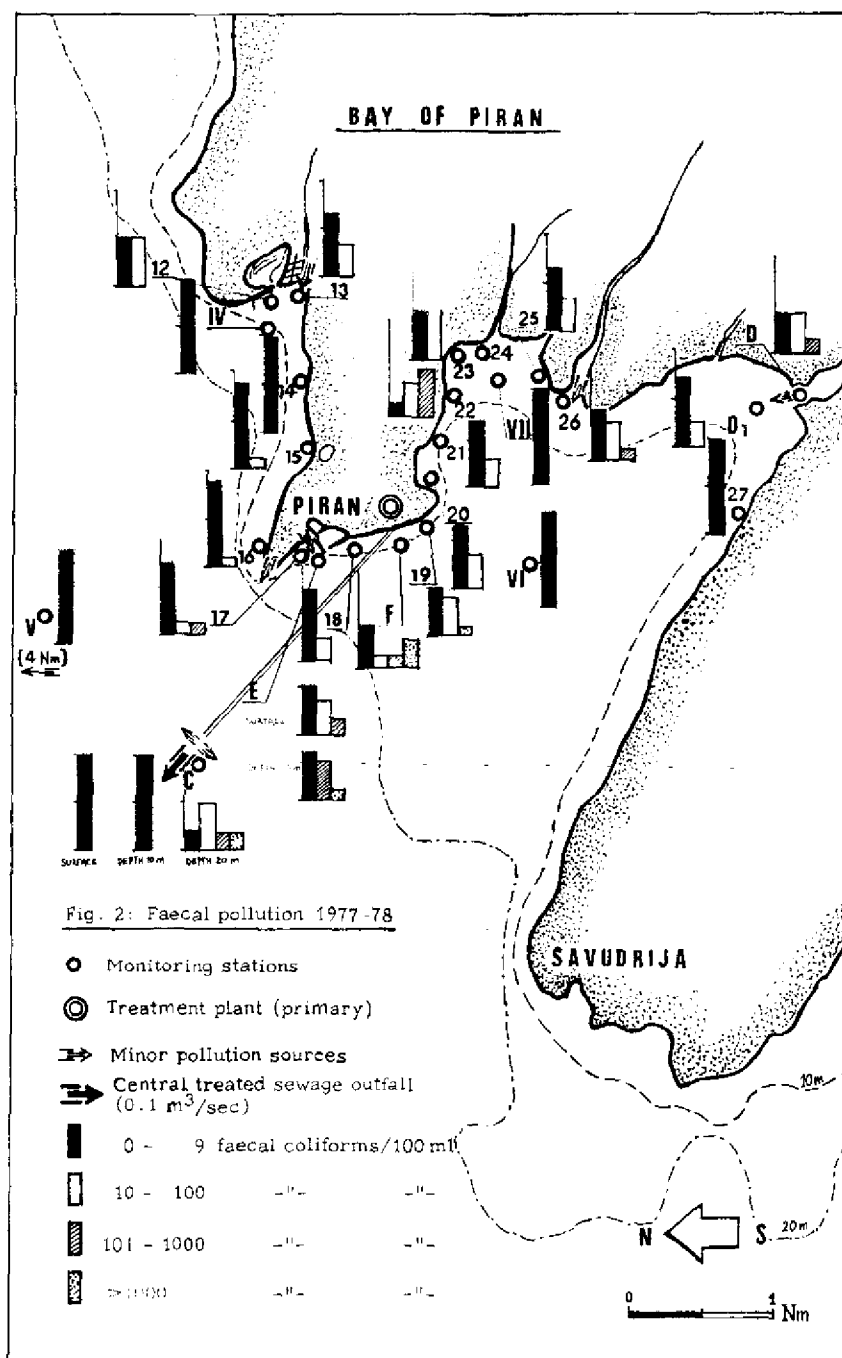 BAY OF PIRAN
12
13
IV
14
25
D
24
23
22
VII
26
D1
15
21
27
PIRAN
16
20
VI
V
(4 Nm)
17
18
F
19
E
SURFACE
C
SURFACE
DEPTH 10 m
DEPTH 20 m
Fig. 2: Faecal pollution 1977-78
SAVUDRIJA
Monitoring stations
Treatment plant (primary)
Minor pollution sources
Central treated sewage outfall
(0.1 m³/sec)
10m
0 - 9 faecal coliforms/100 ml
10 - 100 -"- -"-
101 - 1000 -"- -"-
-"- -"-
N S 20m
0 1 Nm